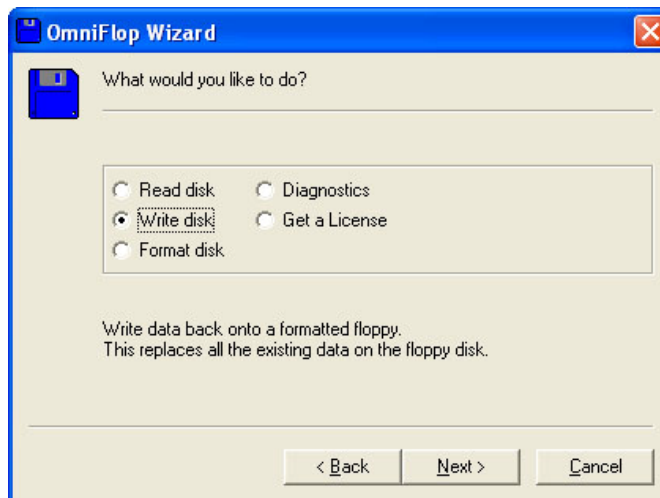 OmniFlop Wizard
What would you like to do?
Read disk
Diagnostics
Write disk
Get a License
Format disk
Write data back onto a formatted floppy.
This replaces all the existing data on the floppy disk.
< Back
Next >
Cancel